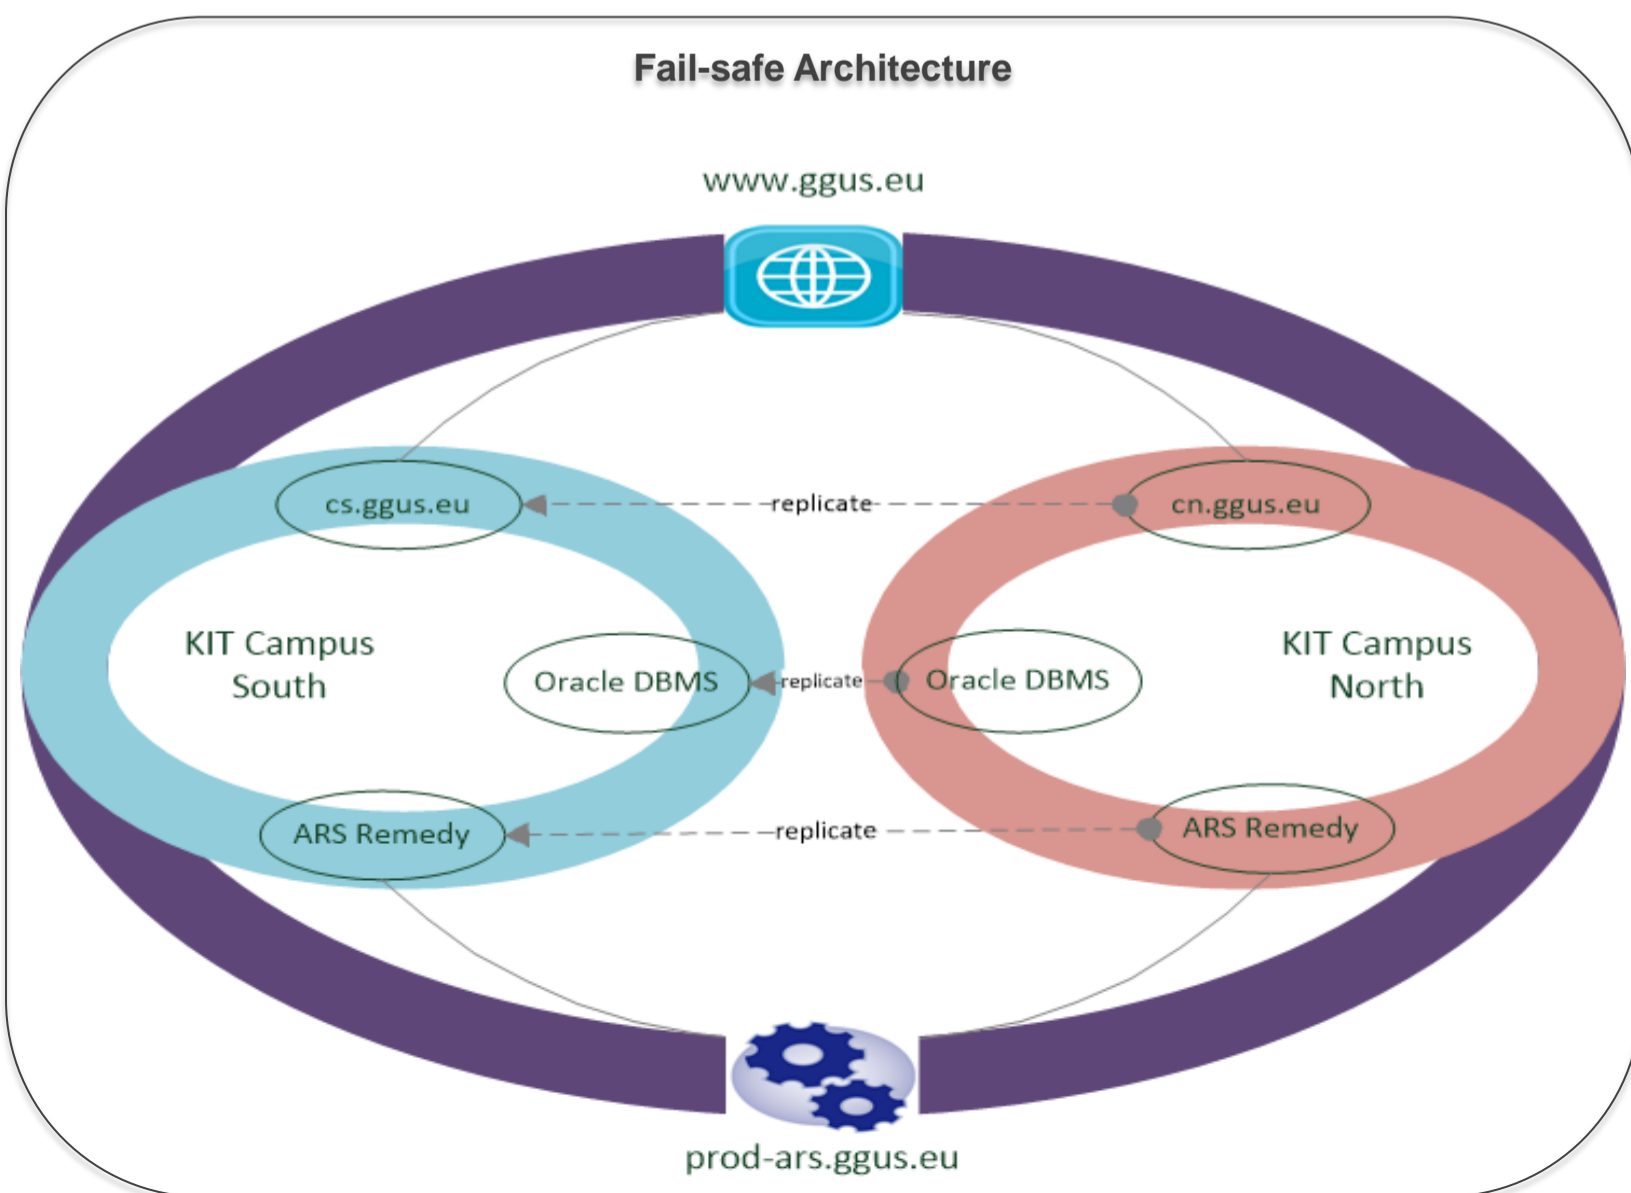 Fail-safe Architecture
www.ggus.eu
cs.ggus.eu
replicate
cn.ggus.eu
KIT Campus
South
Oracle DBMS
replicate
Oracle DBMS
KIT Campus
North
ARS Remedy
replicate
ARS Remedy
prod-ars.ggus.eu